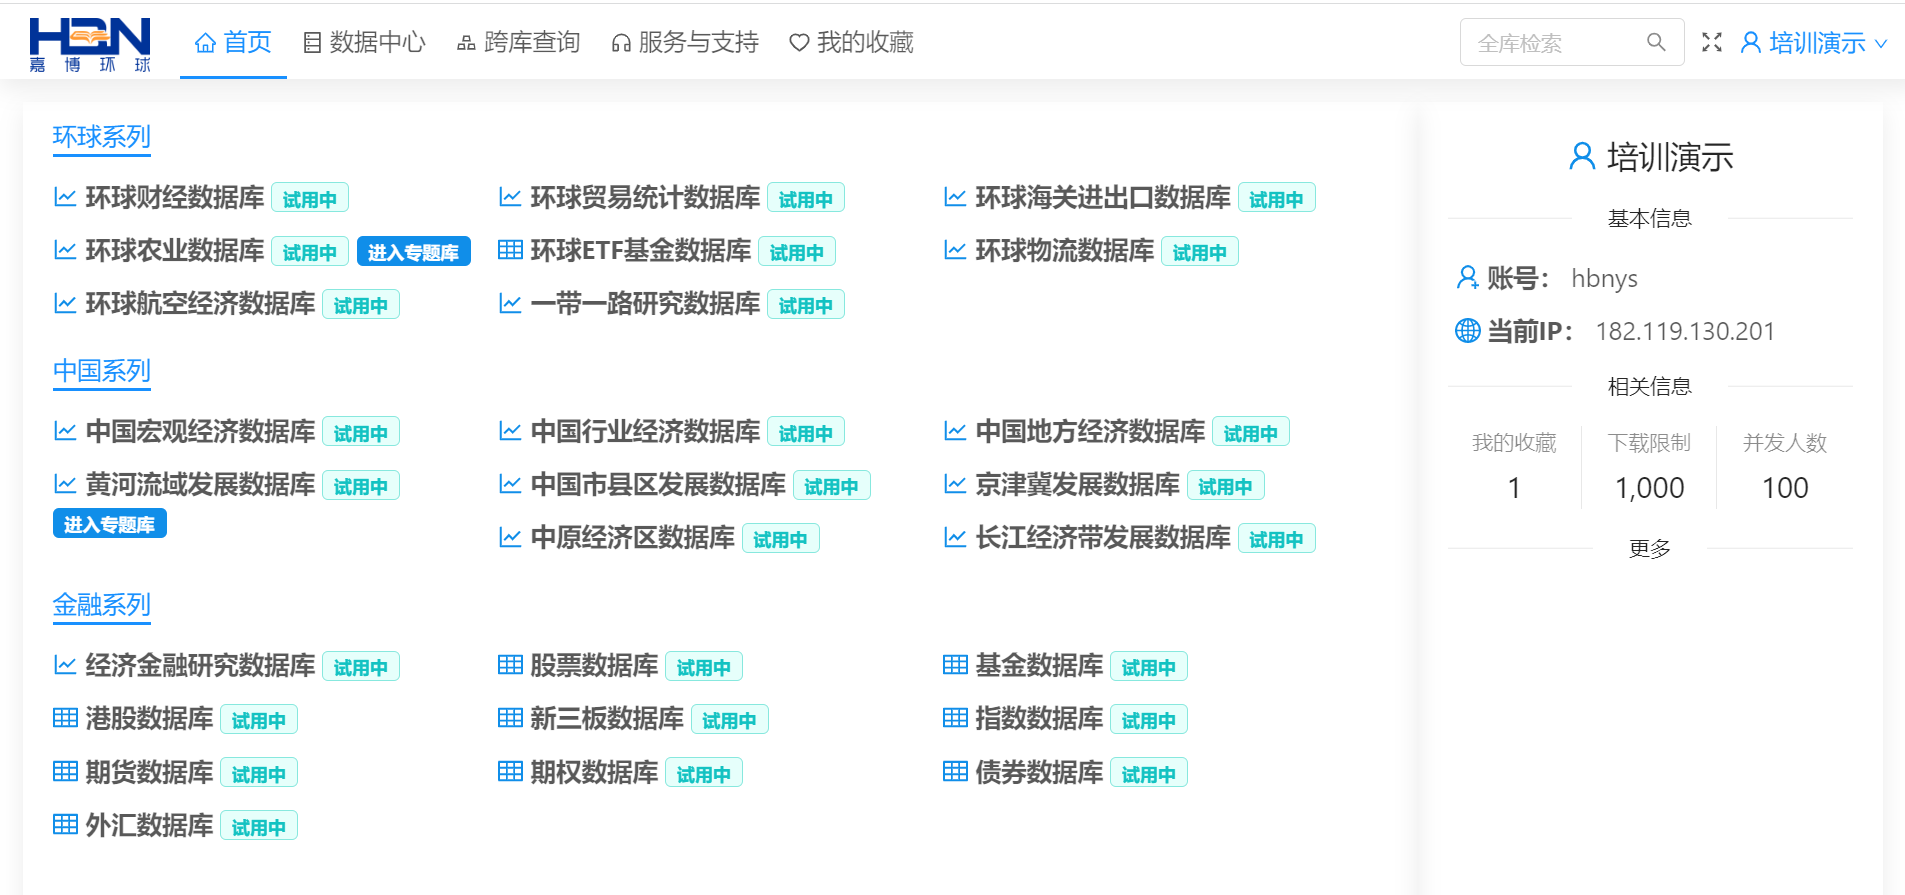 HBN
嘉博环球
首页 数据中心 跨库查询 服务与支持 我的收藏 全库检索 培训演示
环球系列
环球财经数据库 试用中 环球贸易统计数据库 试用中 环球海关进出口数据库 试用中
环球农业数据库 试用中 进入专题库 环球ETF基金数据库 试用中 环球物流数据库 试用中
环球航空经济数据库 试用中 一带一路研究数据库 试用中
中国系列
中国宏观经济数据库 试用中 中国行业经济数据库 试用中 中国地方经济数据库 试用中
黄河流域发展数据库 试用中 中国市县区发展数据库 试用中 京津冀发展数据库 试用中
进入专题库 中原经济区数据库 试用中 长江经济带发展数据库 试用中
金融系列
经济金融研究数据库 试用中 股票数据库 试用中 基金数据库 试用中
港股数据库 试用中 新三板数据库 试用中 指数数据库 试用中
期货数据库 试用中 期权数据库 试用中 债券数据库 试用中
外汇数据库 试用中
培训演示
基本信息
账号： hbnys
当前IP： 182.119.130.201
相关信息
我的收藏 下载限制 并发人数
1 1,000 100
更多